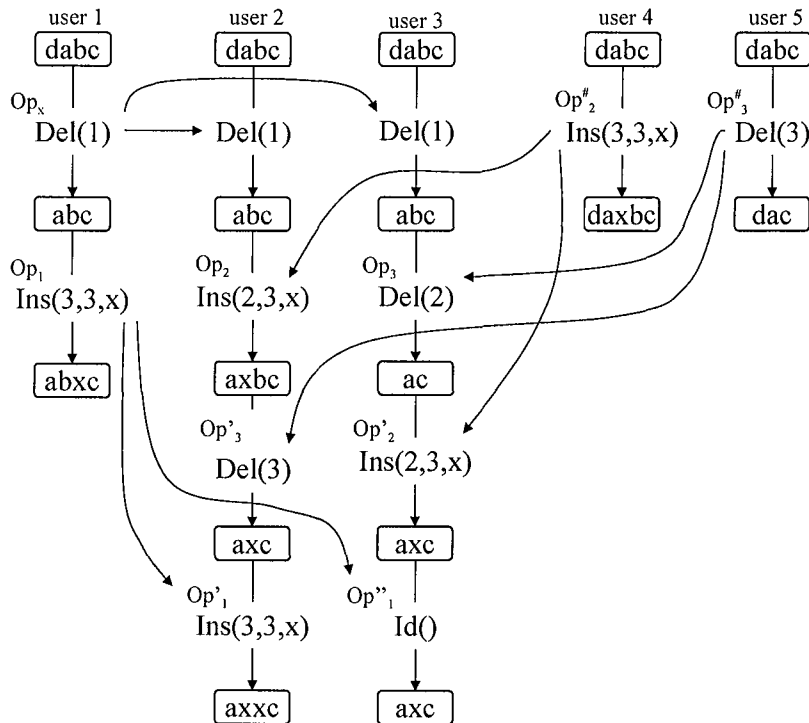 user 1 user 2 user 3 user 4 user 5
dabc dabc dabc dabc dabc
Opx Op#2 Op#3
Del(1) Del(1) Del(1) Ins(3,3,x) Del(3)
abc abc abc daxbc dac
Op1 Op2 Op3
Ins(3,3,x) Ins(2,3,x) Del(2)
abxc axbc ac
Op'3 Op'2
Del(3) Ins(2,3,x)
axc axc
Op'1 Op''1
Ins(3,3,x) Id()
axxc axc